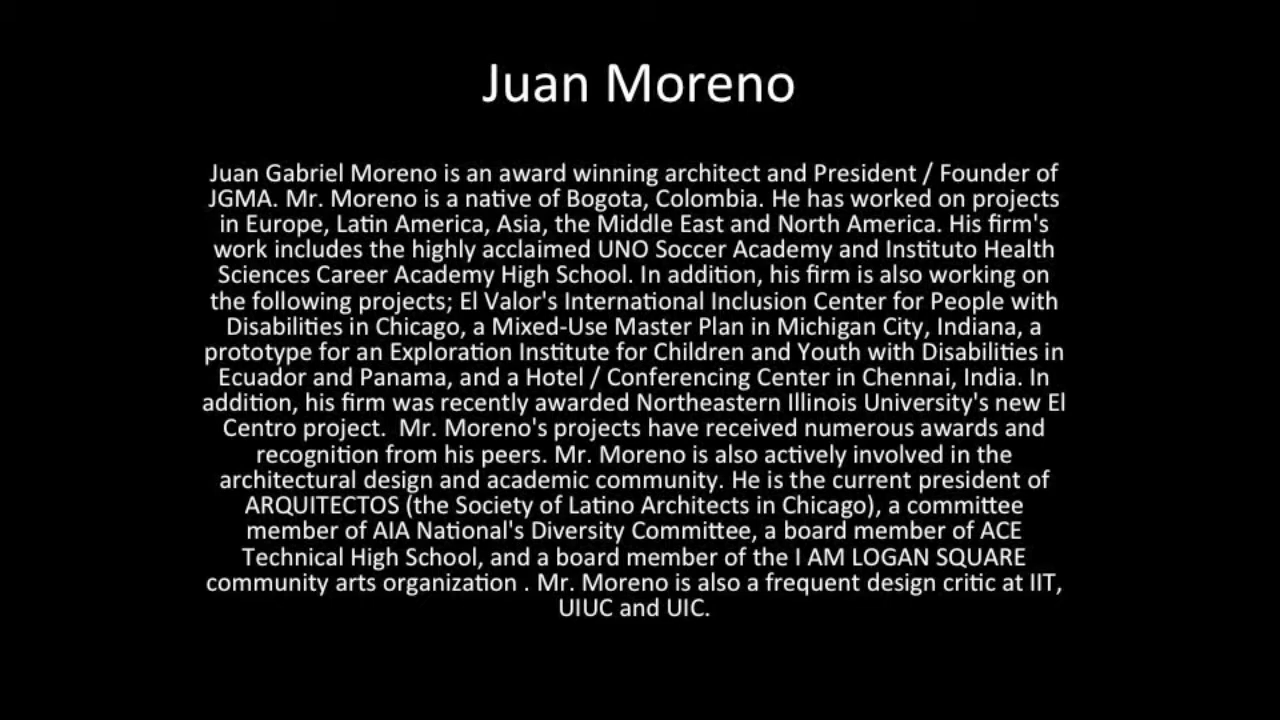 Juan Moreno
Juan Gabriel Moreno is an award winning architect and President / Founder of
JGMA. Mr. Moreno is a native of Bogota, Colombia. He has worked on projects
in Europe, Latin America, Asia, the Middle East and North America. His firm's
work includes the highly acclaimed UNO Soccer Academy and Instituto Health
Sciences Career Academy High School. In addition, his firm is also working on
the following projects; El Valor's International Inclusion Center for People with
Disabilities in Chicago, a Mixed-Use Master Plan in Michigan City, Indiana, a
prototype for an Exploration Institute for Children and Youth with Disabilities in
Ecuador and Panama, and a Hotel / Conferencing Center in Chennai, India. In
addition, his firm was recently awarded Northeastern Illinois University's new El
Centro project.  Mr. Moreno's projects have received numerous awards and
recognition from his peers. Mr. Moreno is also actively involved in the
architectural design and academic community. He is the current president of
ARQUITECTOS (the Society of Latino Architects in Chicago), a committee
member of AIA National's Diversity Committee, a board member of ACE
Technical High School, and a board member of the I AM LOGAN SQUARE
community arts organization . Mr. Moreno is also a frequent design critic at IIT,
UIUC and UIC.